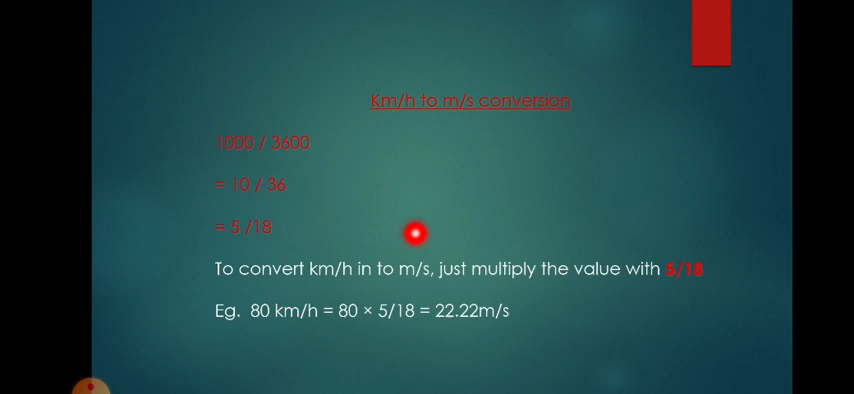 Km/h to m/s conversion
1000 / 3600
= 10 / 36
= 5 /18
To convert km/h in to m/s, just multiply the value with 5/18
Eg. 80 km/h = 80 × 5/18 = 22.22m/s